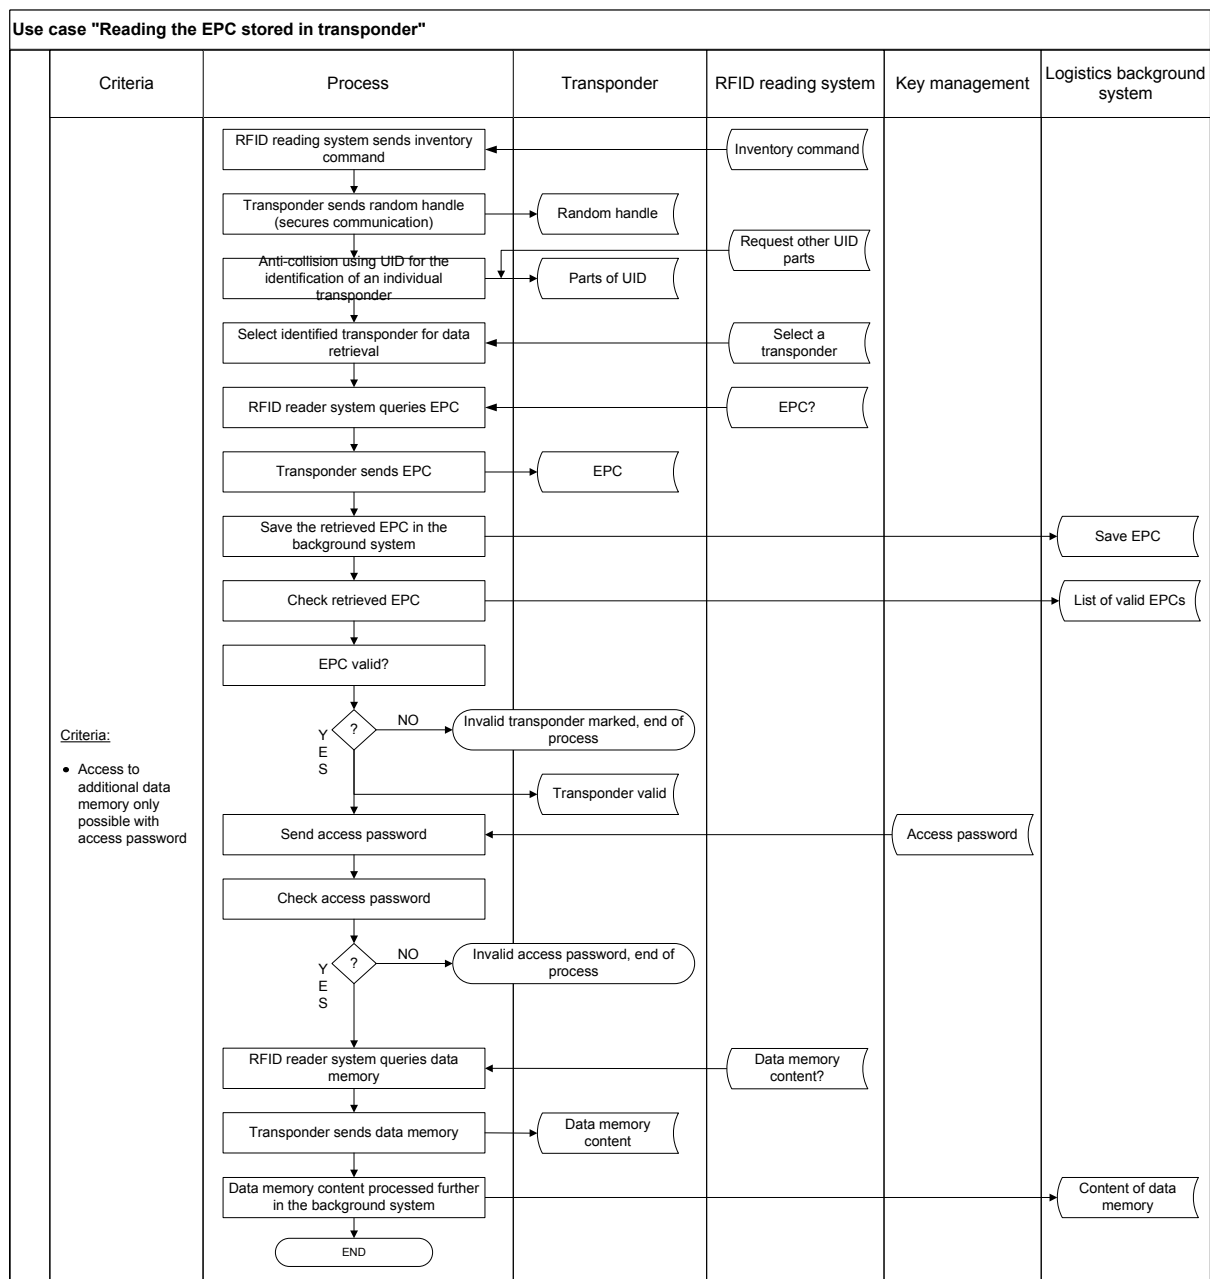 Use case "Reading the EPC stored in transponder"
Criteria
Process
Transponder
RFID reading system
Key management
Logistics background
system
RFID reading system sends inventory
command
Inventory command
Transponder sends random handle
(secures communication)
Random handle
Request other UID
parts
Anti-collision using UID for the
identification of an individual
transponder
Parts of UID
Select identified transponder for data
retrieval
Select a
transponder
RFID reader system queries EPC
EPC?
Transponder sends EPC
EPC
Save the retrieved EPC in the
background system
Save EPC
Check retrieved EPC
List of valid EPCs
EPC valid?
?
NO
YES
Invalid transponder marked, end of
process
Criteria:
• Access to
additional data
memory only
possible with
access password
Transponder valid
Send access password
Access password
Check access password
?
NO
YES
Invalid access password, end of
process
RFID reader system queries data
memory
Data memory
content?
Transponder sends data memory
Data memory
content
Data memory content processed further
in the background system
Content of data
memory
END